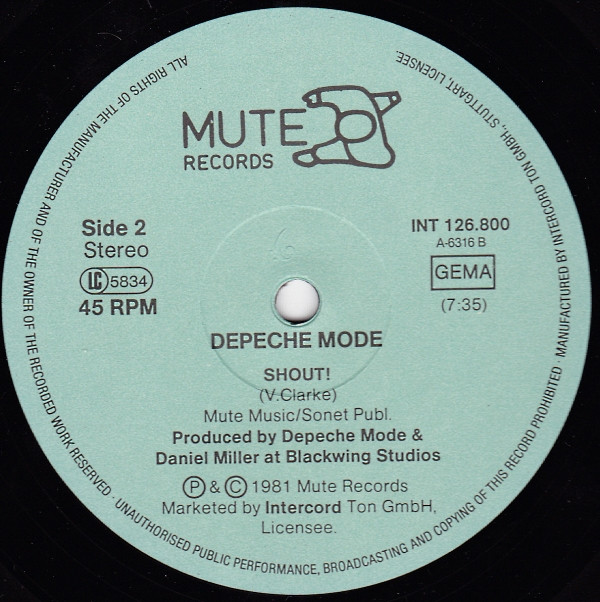 ALL RIGHTS OF THE MANUFACTURER AND OF THE OWNER OF THE RECORDED WORK RESERVED · UNAUTHORISED PUBLIC PERFORMANCE, BROADCASTING AND COPYING OF THIS RECORD PROHIBITED · MANUFACTURED BY INTERCORD TON GMBH, STUTTGART, LICENSEE.
MUTE
RECORDS
Side 2
Stereo
LC 5834
45 RPM
INT 126.800
A-6316 B
GEMA
(7:35)
DEPECHE MODE
SHOUT!
(V.Clarke)
Mute Music/Sonet Publ.
Produced by Depeche Mode &
Daniel Miller at Blackwing Studios
Ⓟ & Ⓒ 1981 Mute Records
Marketed by Intercord Ton GmbH,
Licensee.